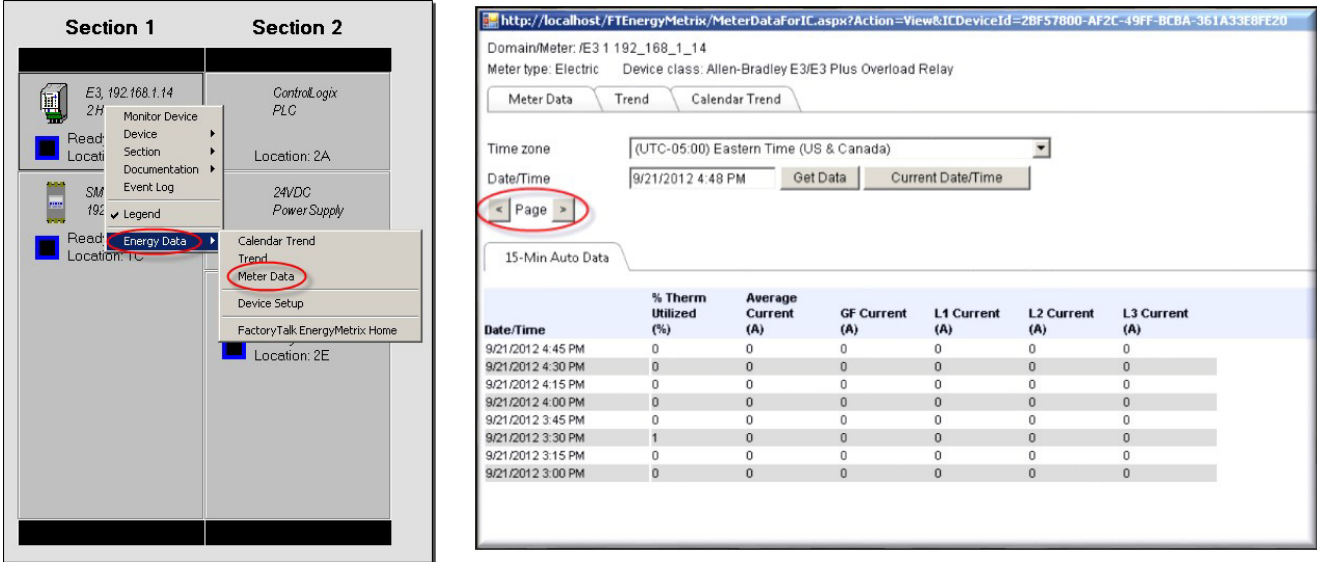 Section 1
Section 2
E3, 192.168.1.14
2H
Ready
Locati
ControlLogix
PLC
Location: 2A
SM
192
Ready
Location: 1C
24VDC
Power Supply
Location: 2E
Monitor Device
Device
Section
Documentation
Event Log
Legend
Energy Data
Calendar Trend
Trend
Meter Data
Device Setup
FactoryTalk EnergyMetrix Home
http://localhost/FTEnergyMetrix/MeterDataForIC.aspx?Action=View&ICDeviceId=2BF57800-AF2C-49FF-BCBA-361A33E8FE20
Domain/Meter: /E3 1 192_168_1_14
Meter type: Electric Device class: Allen-Bradley E3/E3 Plus Overload Relay
Meter Data Trend Calendar Trend
Time zone (UTC-05:00) Eastern Time (US & Canada)
Date/Time 9/21/2012 4:48 PM Get Data Current Date/Time
< Page >
15-Min Auto Data
Date/Time % Therm Utilized (%) Average Current (A) GF Current (A) L1 Current (A) L2 Current (A) L3 Current (A)
9/21/2012 4:45 PM 0 0 0 0 0 0
9/21/2012 4:30 PM 0 0 0 0 0 0
9/21/2012 4:15 PM 0 0 0 0 0 0
9/21/2012 4:00 PM 0 0 0 0 0 0
9/21/2012 3:45 PM 0 0 0 0 0 0
9/21/2012 3:30 PM 1 0 0 0 0 0
9/21/2012 3:15 PM 0 0 0 0 0 0
9/21/2012 3:00 PM 0 0 0 0 0 0